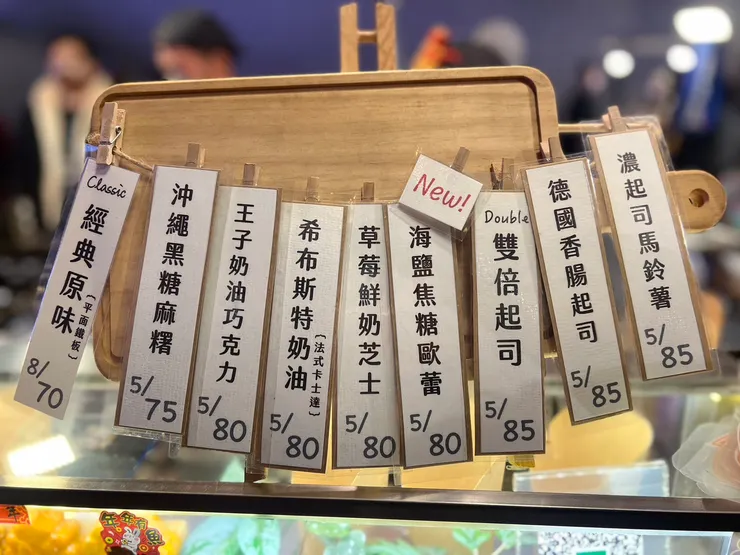 Classic
經典原味
(平面鐵板)
8/70
沖繩黑糖麻糬
5/75
王子奶油巧克力
5/80
希布斯特奶油
(法式卡士達)
5/80
草莓鮮奶芝士
5/80
New!
海鹽焦糖歐蕾
5/80
Double
雙倍起司
5/85
德國香腸起司
5/85
濃起司馬鈴薯
5/85
年年有魚